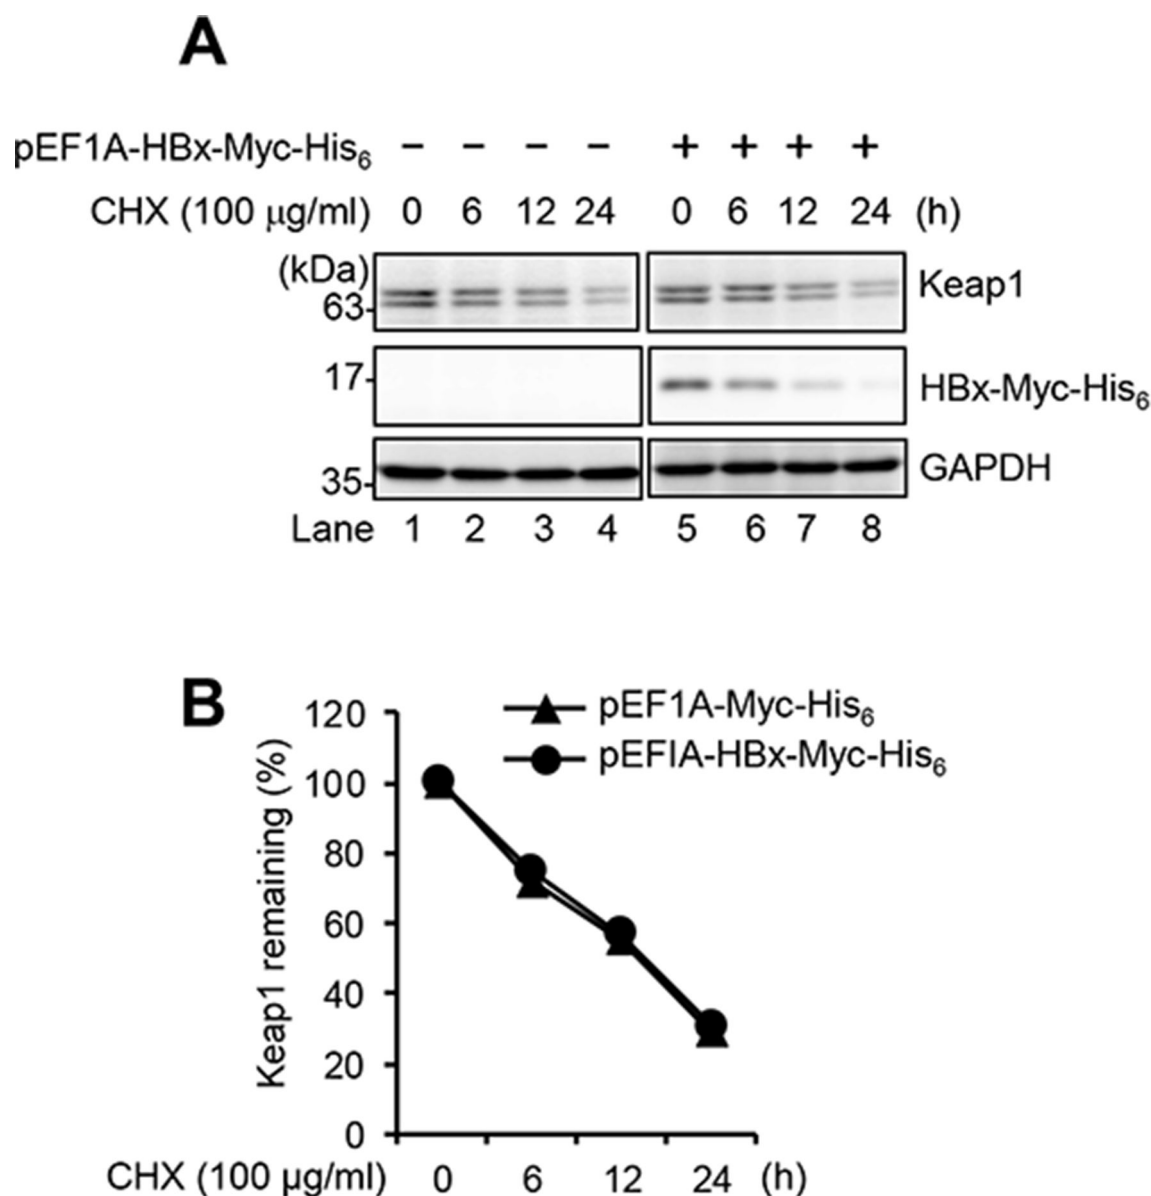 A
pEF1A-HBx-Myc-His6 − − − − + + + +
CHX (100 μg/ml) 0 6 12 24 0 6 12 24 (h)
(kDa)
63- Keap1
17- HBx-Myc-His6
35- GAPDH
Lane 1 2 3 4 5 6 7 8
B
pEF1A-Myc-His6
pEFIA-HBx-Myc-His6
Keap1 remaining (%)
120
100
80
60
40
20
0
CHX (100 μg/ml) 0 6 12 24 (h)